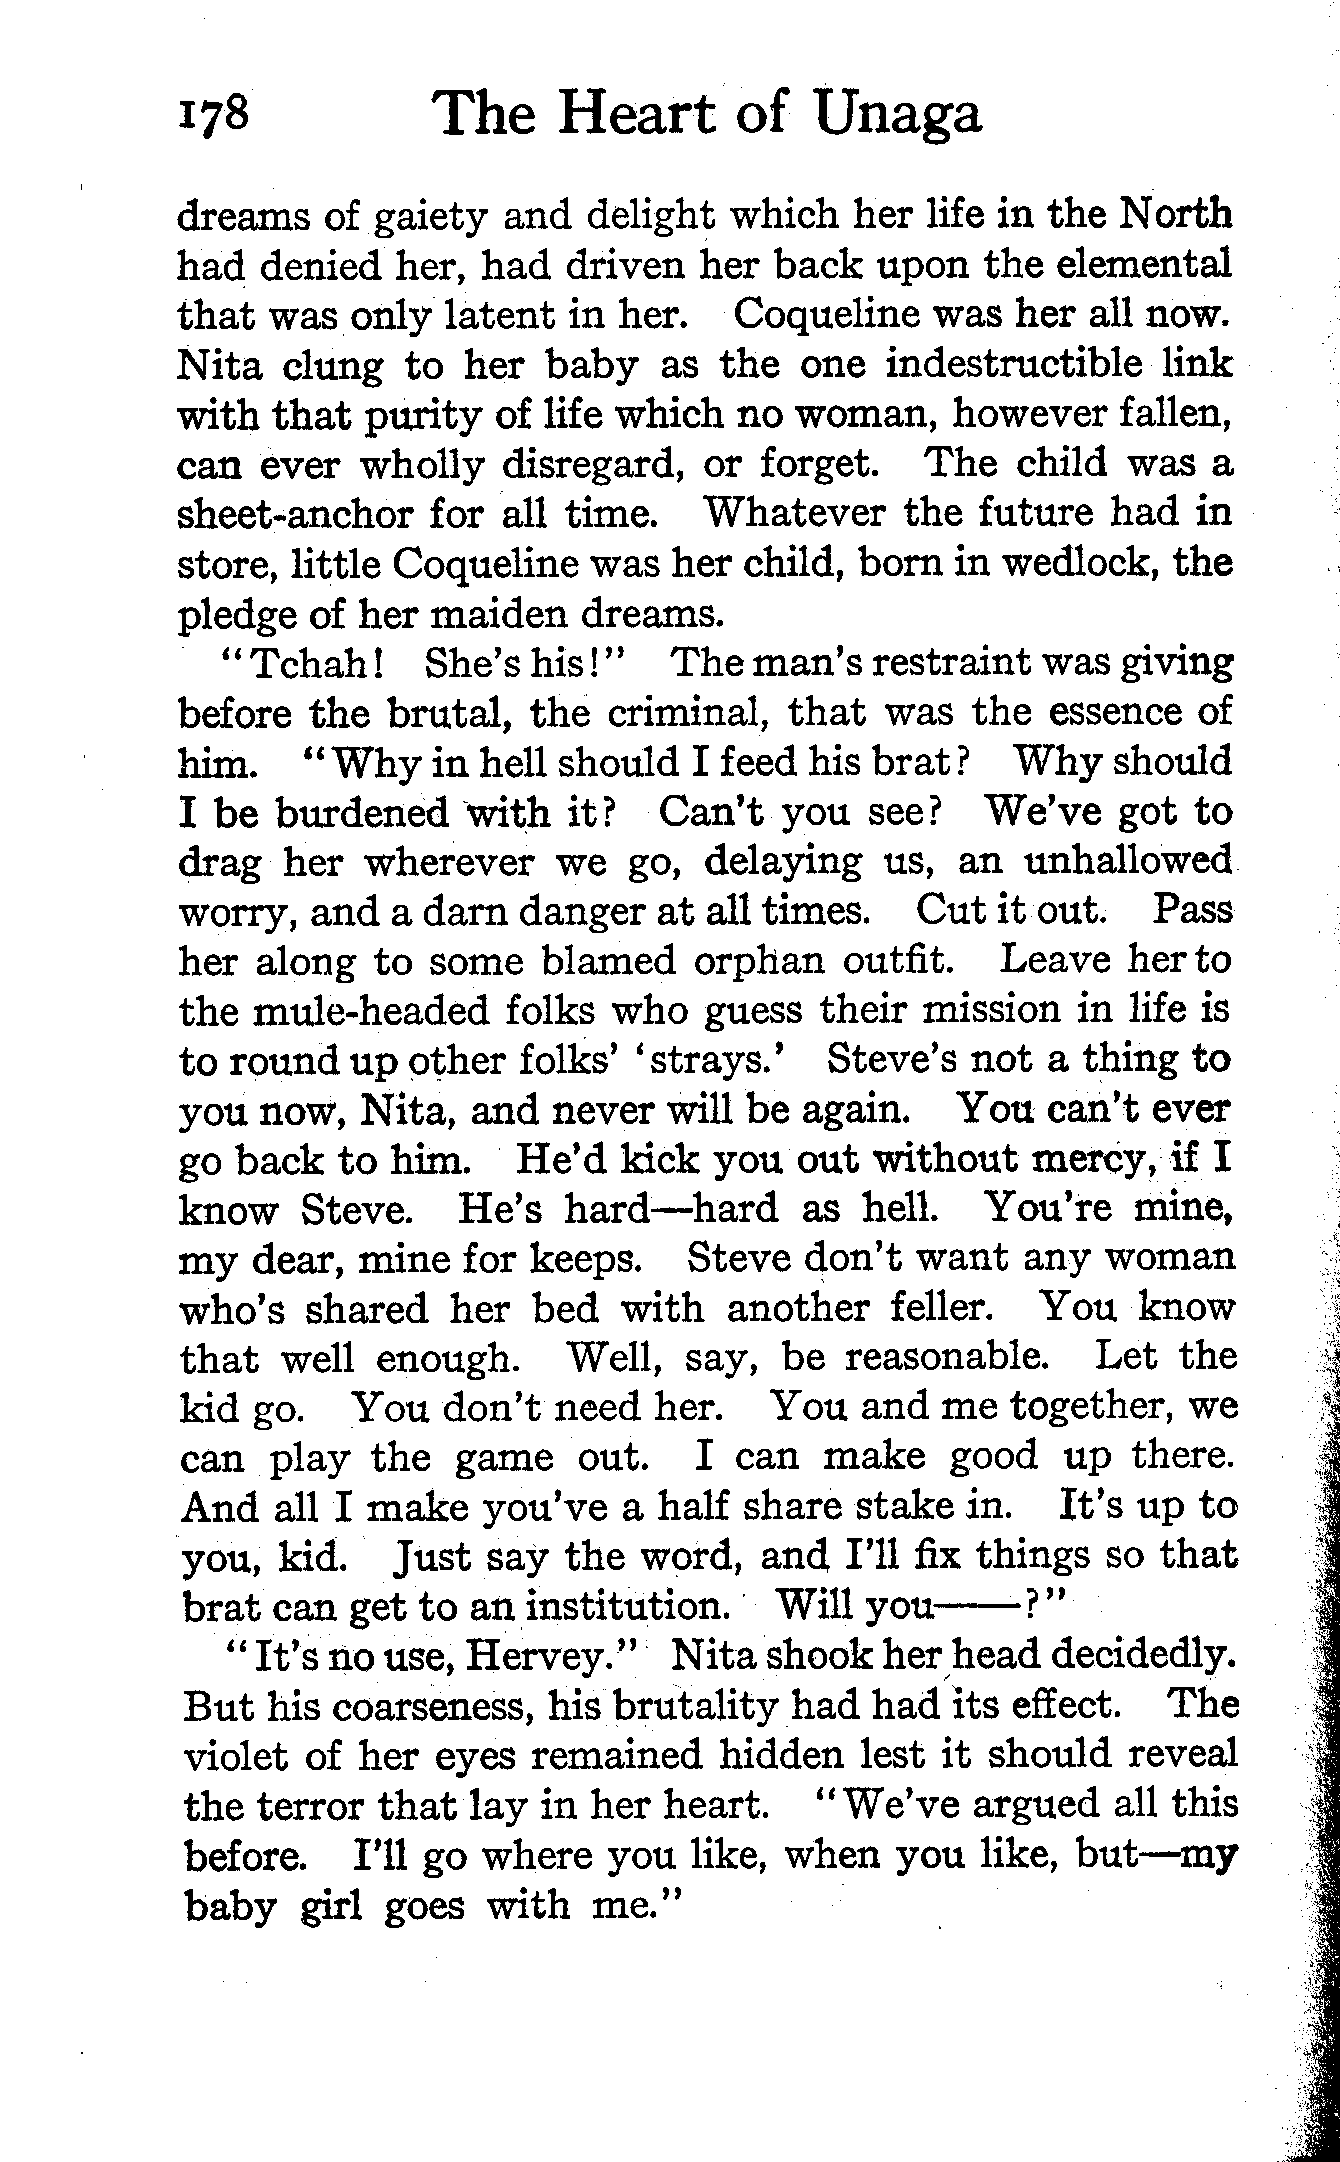 178 The Heart of Unaga
dreams of gaiety and delight which her life in the North
had denied her, had driven her back upon the elemental
that was only latent in her. Coqueline was her all now.
Nita clung to her baby as the one indestructible link
with that purity of life which no woman, however fallen,
can ever wholly disregard, or forget. The child was a
sheet-anchor for all time. Whatever the future had in
store, little Coqueline was her child, born in wedlock, the
pledge of her maiden dreams.
"Tchah! She's his!" The man's restraint was giving
before the brutal, the criminal, that was the essence of
him. "Why in hell should I feed his brat? Why should
I be burdened with it? Can't you see? We've got to
drag her wherever we go, delaying us, an unhallowed
worry, and a darn danger at all times. Cut it out. Pass
her along to some blamed orphan outfit. Leave her to
the mule-headed folks who guess their mission in life is
to round up other folks' 'strays.' Steve's not a thing to
you now, Nita, and never will be again. You can't ever
go back to him. He'd kick you out without mercy, if I
know Steve. He's hard—hard as hell. You're mine,
my dear, mine for keeps. Steve don't want any woman
who's shared her bed with another feller. You know
that well enough. Well, say, be reasonable. Let the
kid go. You don't need her. You and me together, we
can play the game out. I can make good up there.
And all I make you've a half share stake in. It's up to
you, kid. Just say the word, and I'll fix things so that
brat can get to an institution. Will you——?"
"It's no use, Hervey." Nita shook her head decidedly.
But his coarseness, his brutality had had its effect. The
violet of her eyes remained hidden lest it should reveal
the terror that lay in her heart. "We've argued all this
before. I'll go where you like, when you like, but—my
baby girl goes with me."